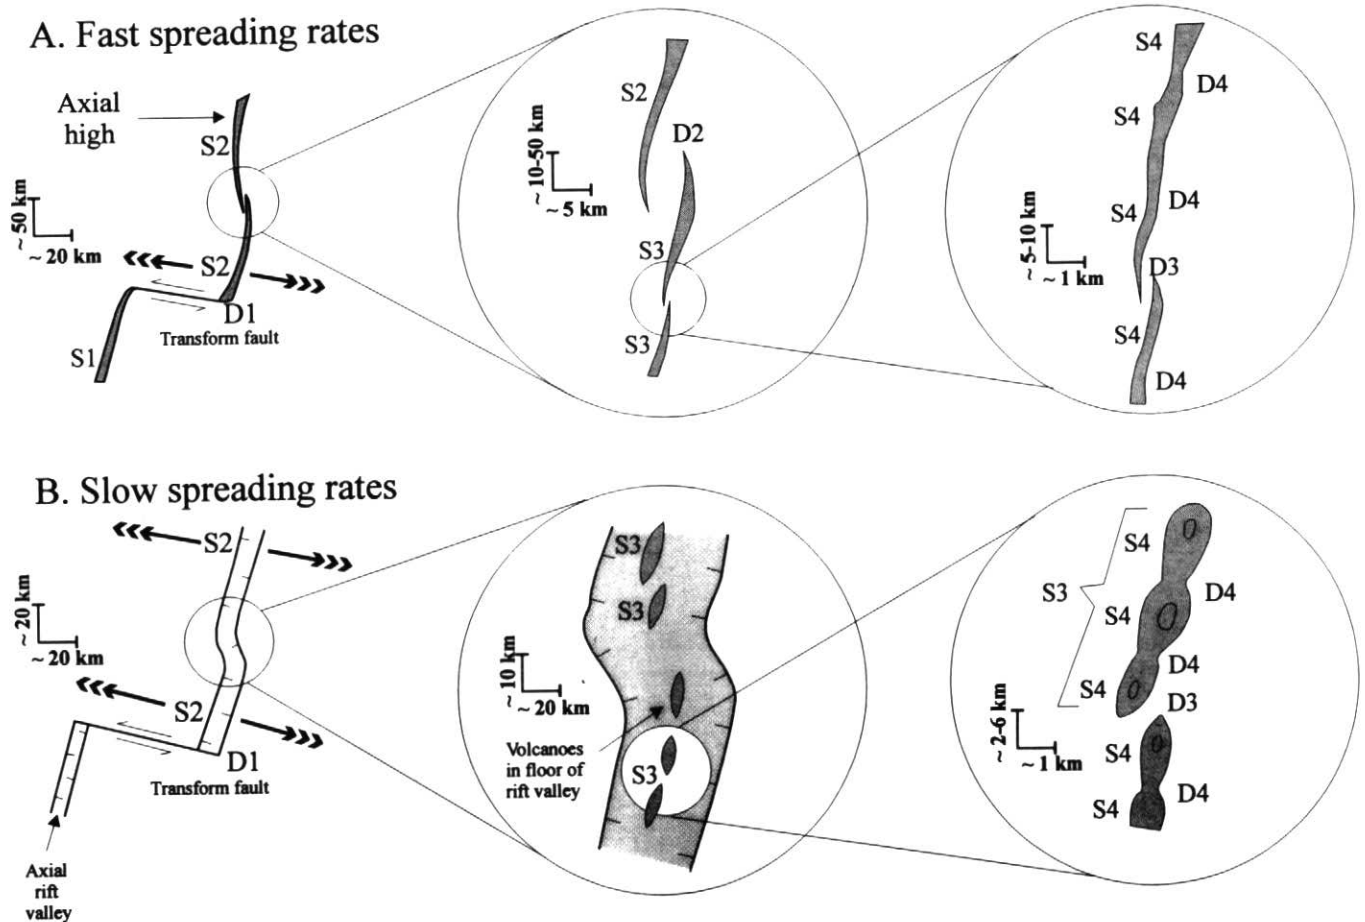 A. Fast spreading rates
Axial
high
S2
~ 50 km
~ 20 km
S2
D1
Transform fault
S1
S2
D2
~ 10-50 km
~ 5 km
S3
S3
S4
D4
S4
~ 5-10 km
~ 1 km
S4
D4
D3
S4
D4
B. Slow spreading rates
S2
~ 20 km
~ 20 km
S2
D1
Transform fault
Axial
rift
valley
S3
S3
~ 10 km
~ 20 km
Volcanoes
in floor of
rift valley
S3
S4
S3
D4
S4
D4
S4
D3
~ 2-6 km
~ 1 km
S4
D4
S4